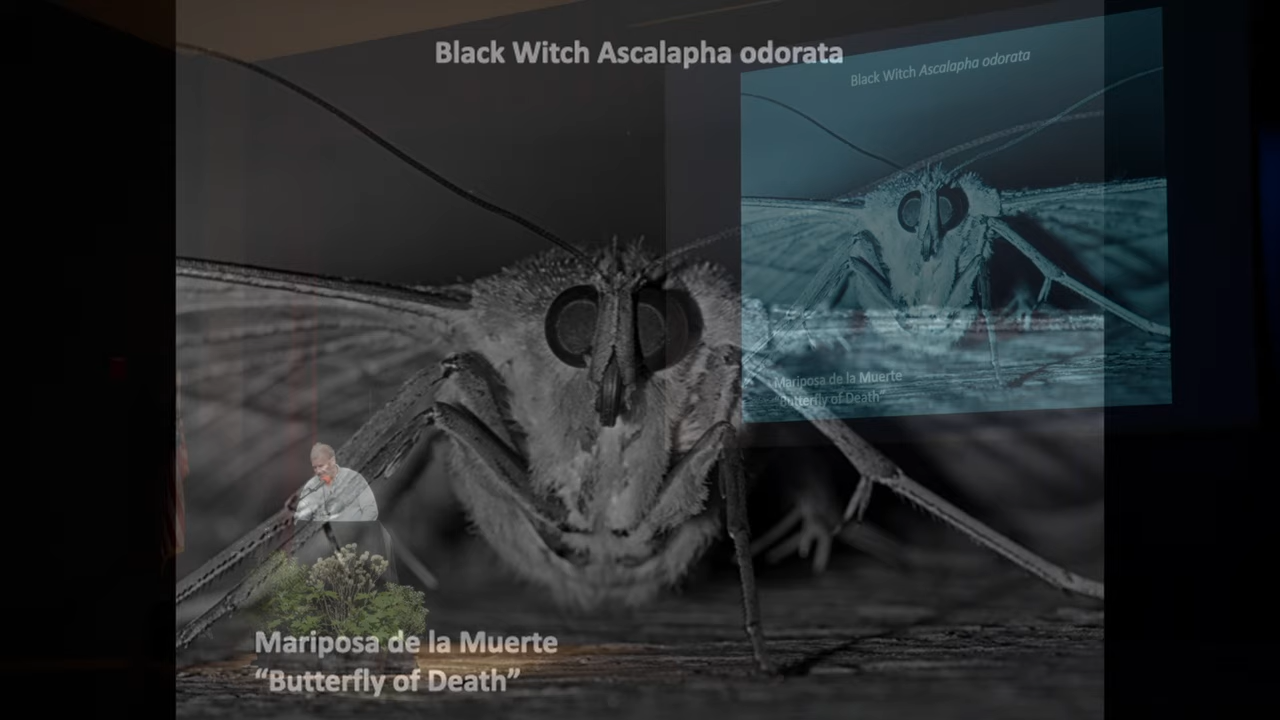 Black Witch Ascalapha odorata
Black Witch Ascalapha odorata
Mariposa de la Muerte
"Butterfly of Death"
Mariposa de la Muerte
“Butterfly of Death”